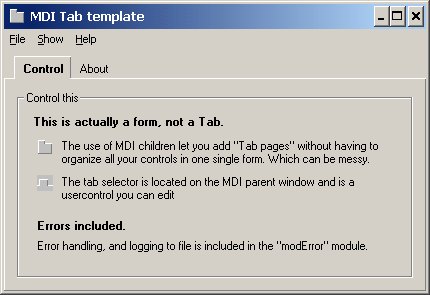 MDI Tab template
File Show Help
Control About
Control this
This is actually a form, not a Tab.
The use of MDI children let you add "Tab pages" without having to
organize all your controls in one single form. Which can be messy.
The tab selector is located on the MDI parent window and is a
usercontrol you can edit
Errors included.
Error handling, and logging to file is included in the "modError" module.